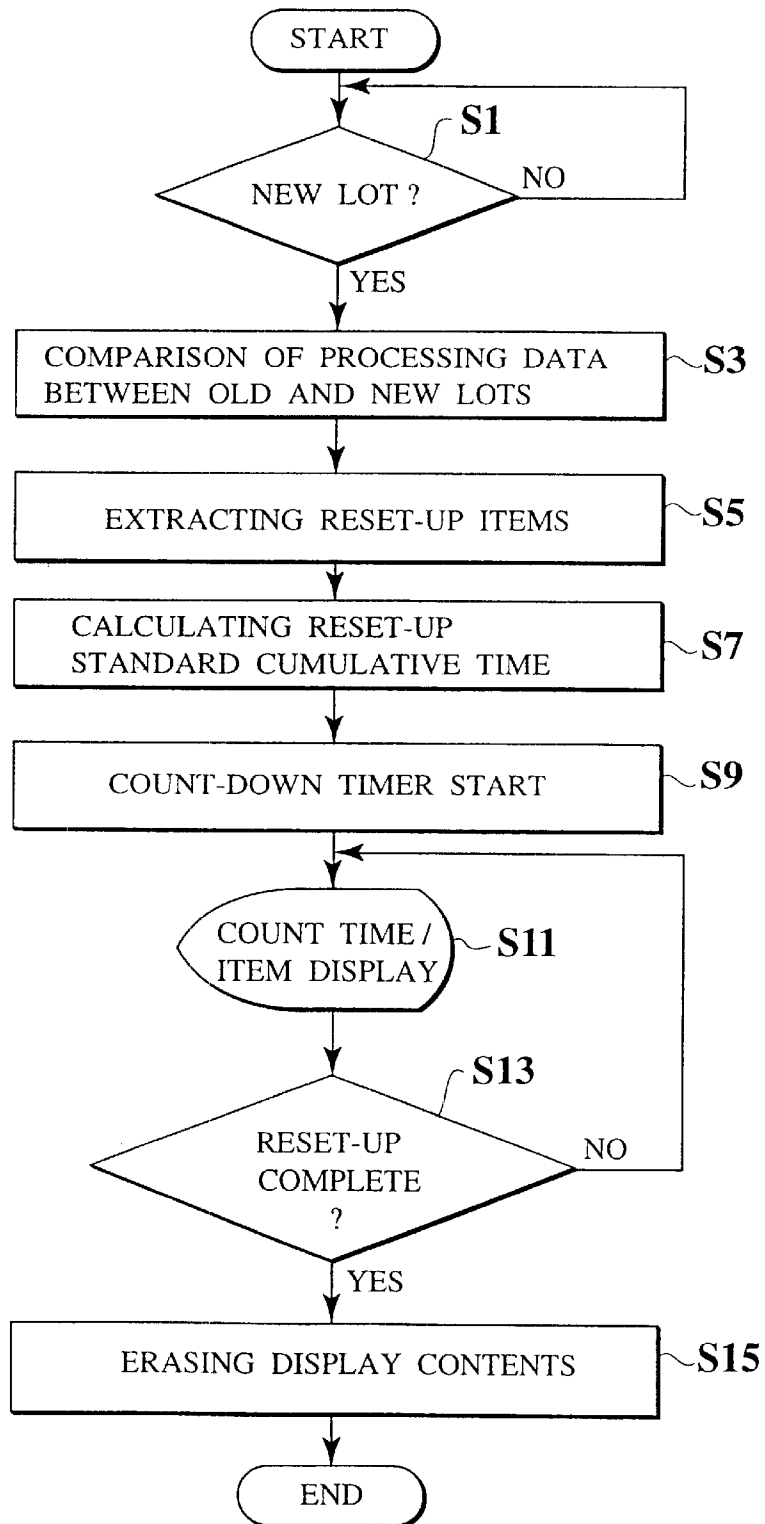 START
S1
NEW LOT ?
NO
YES
COMPARISON OF PROCESSING DATA
BETWEEN OLD AND NEW LOTS
S3
EXTRACTING RESET-UP ITEMS
S5
CALCULATING RESET-UP
STANDARD CUMULATIVE TIME
S7
COUNT-DOWN TIMER START
S9
COUNT TIME /
ITEM DISPLAY
S11
S13
RESET-UP
COMPLETE
?
NO
YES
ERASING DISPLAY CONTENTS
S15
END